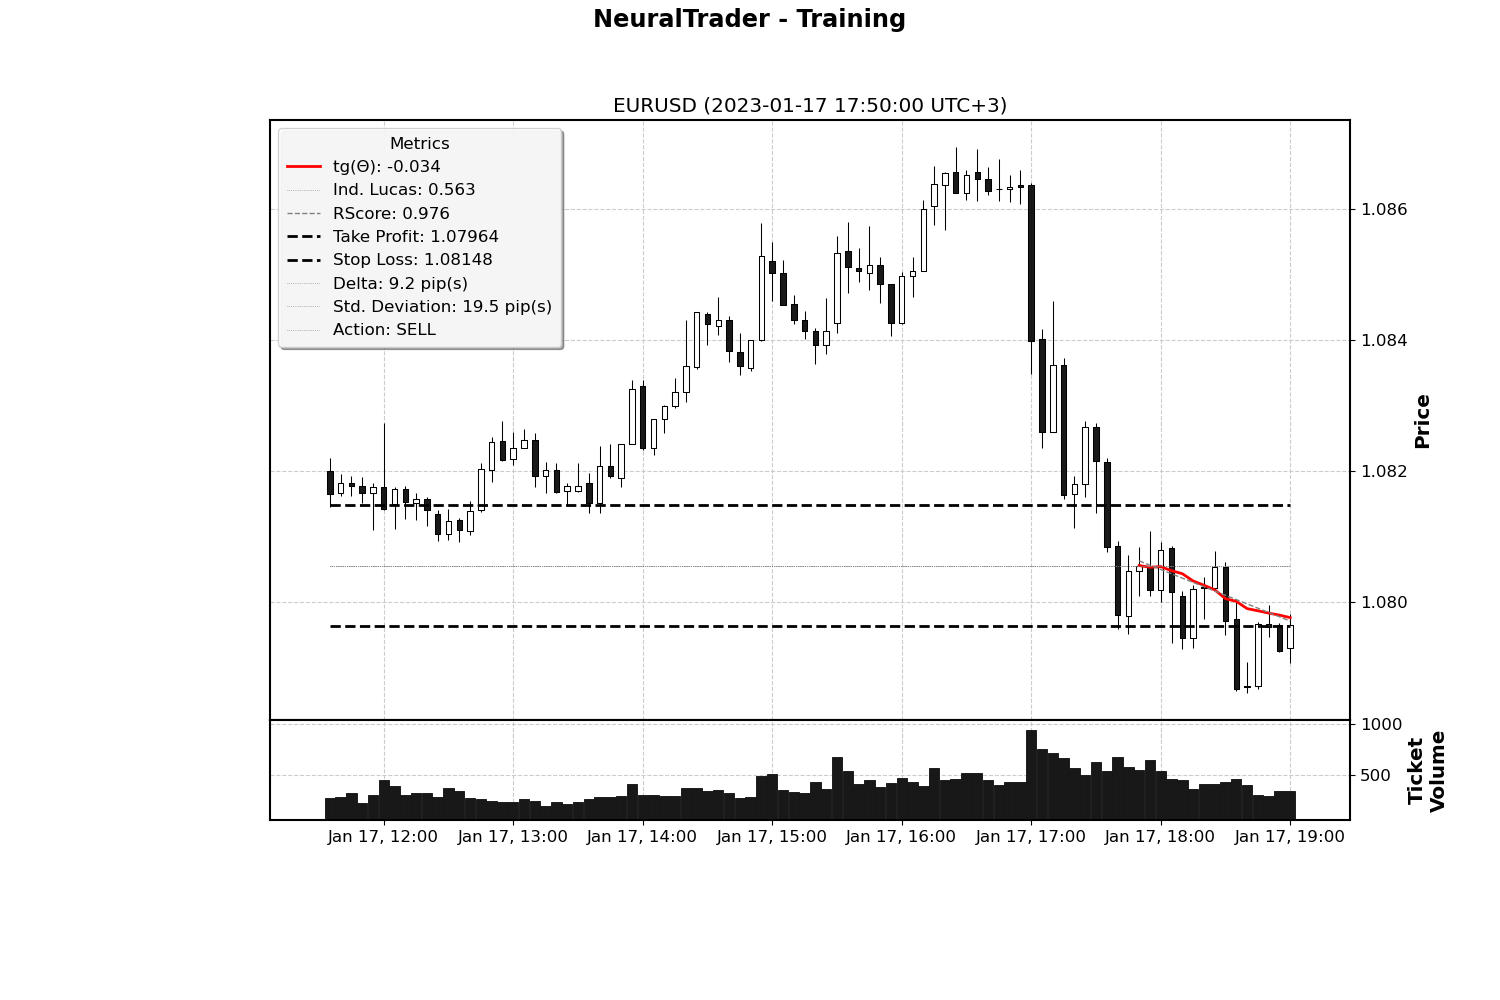 NeuralTrader - Training
EURUSD (2023-01-17 17:50:00 UTC+3)
Metrics
tg(Θ): -0.034
Ind. Lucas: 0.563
RScore: 0.976
Take Profit: 1.07964
Stop Loss: 1.08148
Delta: 9.2 pip(s)
Std. Deviation: 19.5 pip(s)
Action: SELL
1.086
1.084
1.082
1.080
Price
1000
500
Ticket
Volume
Jan 17, 12:00 Jan 17, 13:00 Jan 17, 14:00 Jan 17, 15:00 Jan 17, 16:00 Jan 17, 17:00 Jan 17, 18:00 Jan 17, 19:00